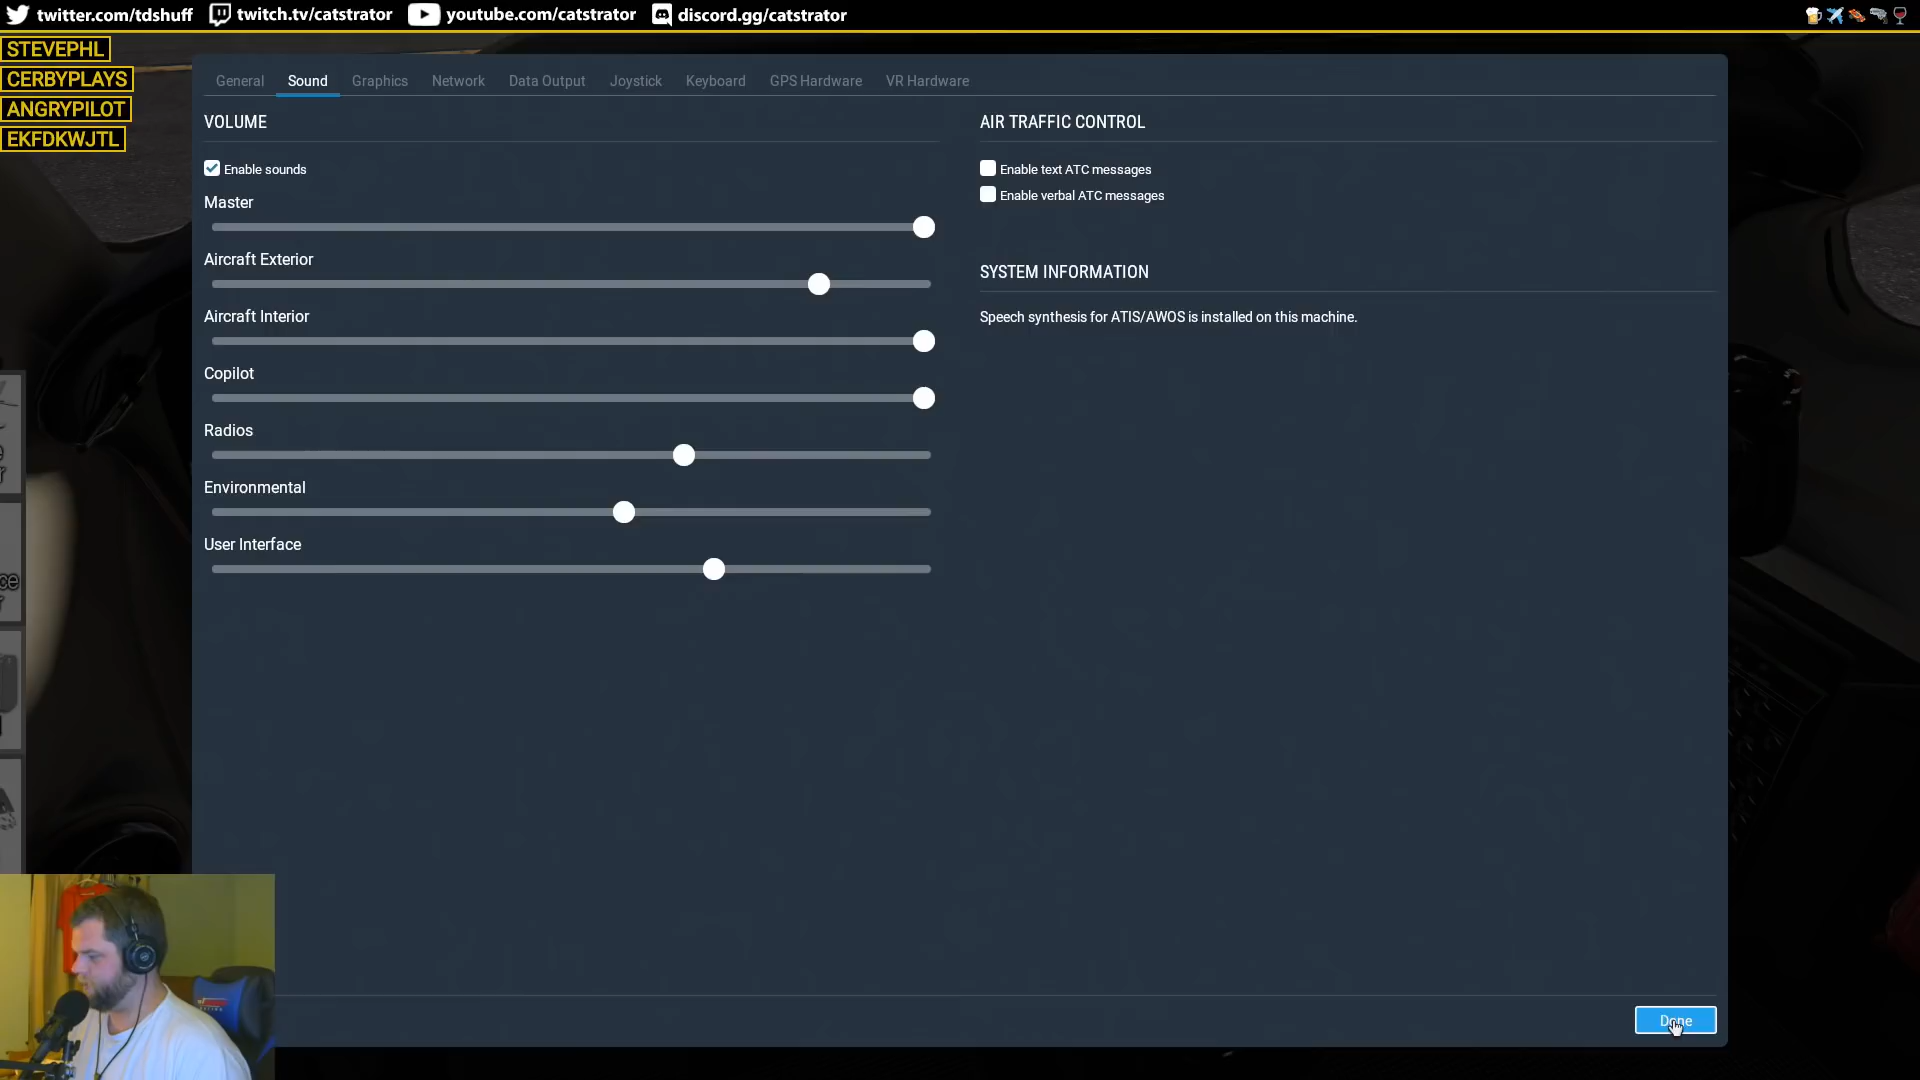 twitter.com/tdshuff twitch.tv/catstrator youtube.com/catstrator discord.gg/catstrator
STEVEPHL
CERBYPLAYS
ANGRYPILOT
EKFDKWJTL
General Sound Graphics Network Data Output Joystick Keyboard GPS Hardware VR Hardware
VOLUME
Enable sounds
Master
Aircraft Exterior
Aircraft Interior
Copilot
Radios
Environmental
User Interface
AIR TRAFFIC CONTROL
Enable text ATC messages
Enable verbal ATC messages
SYSTEM INFORMATION
Speech synthesis for ATIS/AWOS is installed on this machine.
Done